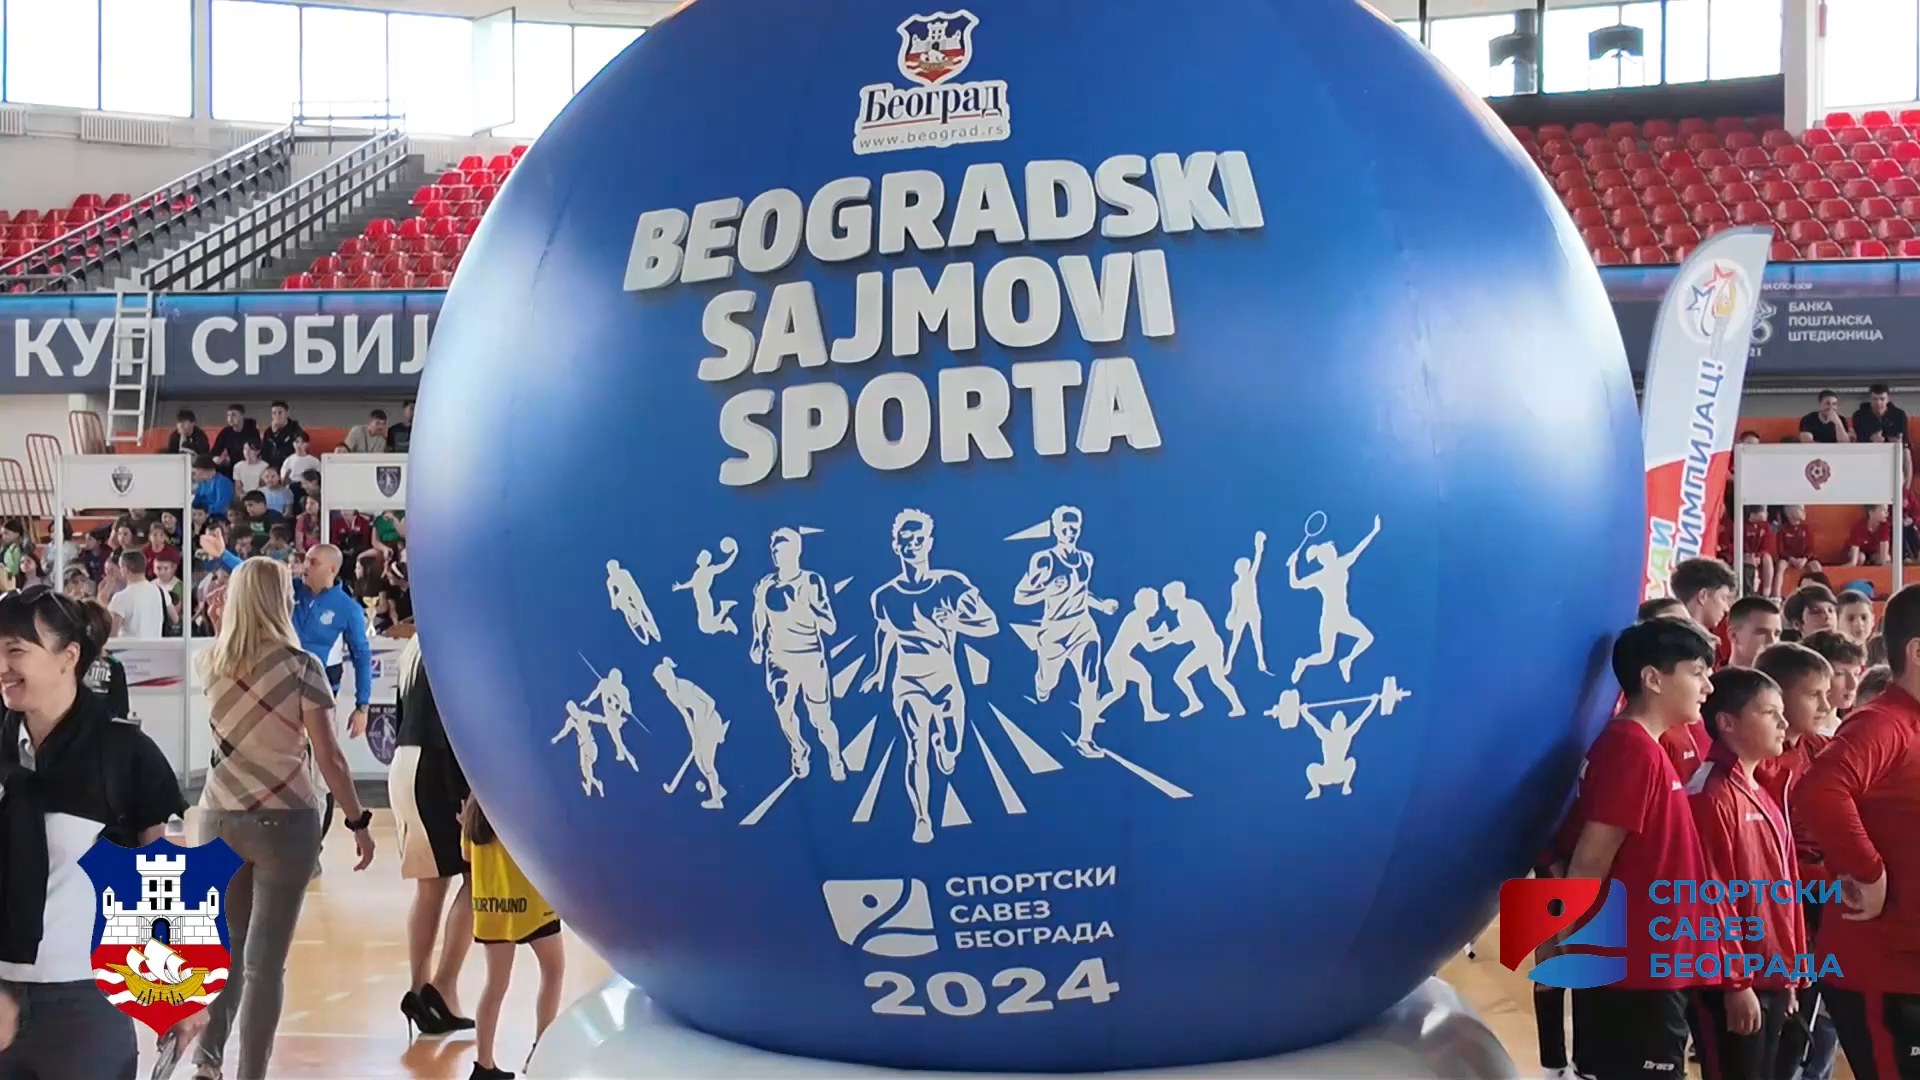 Београд
www.beograd.rs
BEOGRADSKI
SAJMOVI
SPORTA
СПОРТСКИ
САВЕЗ
БЕОГРАДА
2024
КУП СРБИЈ
БАНКА
ПОШТАНСКА
ШТЕДИОНИЦА
ОЛИМПИЈАЦ!
DORTMUND
СПОРТСКИ
САВЕЗ
БЕОГРАДА